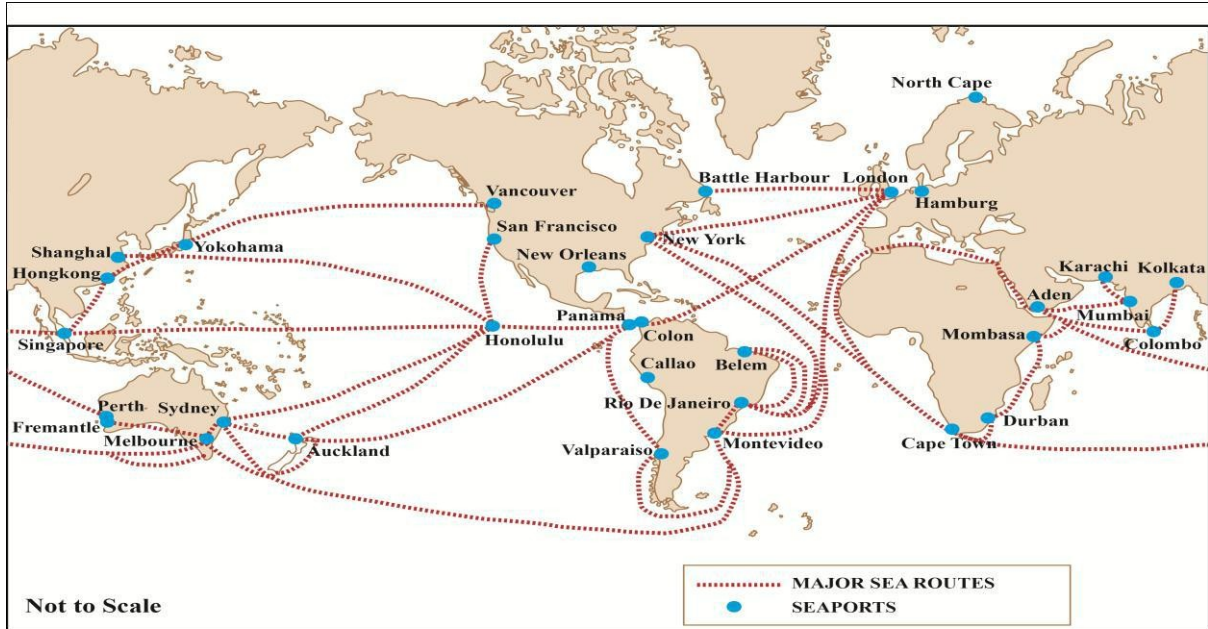 North Cape
Battle Harbour
London
Hamburg
Vancouver
San Francisco
New York
New Orleans
Shanghal
Yokohama
Hongkong
Karachi
Kolkata
Aden
Mumbai
Panama
Colon
Honolulu
Singapore
Mombasa
Colombo
Callao
Belem
Rio De Janeiro
Perth
Sydney
Fremantle
Melbourne
Auckland
Durban
Cape Town
Valparaiso
Montevideo
MAJOR SEA ROUTES
SEAPORTS
Not to Scale